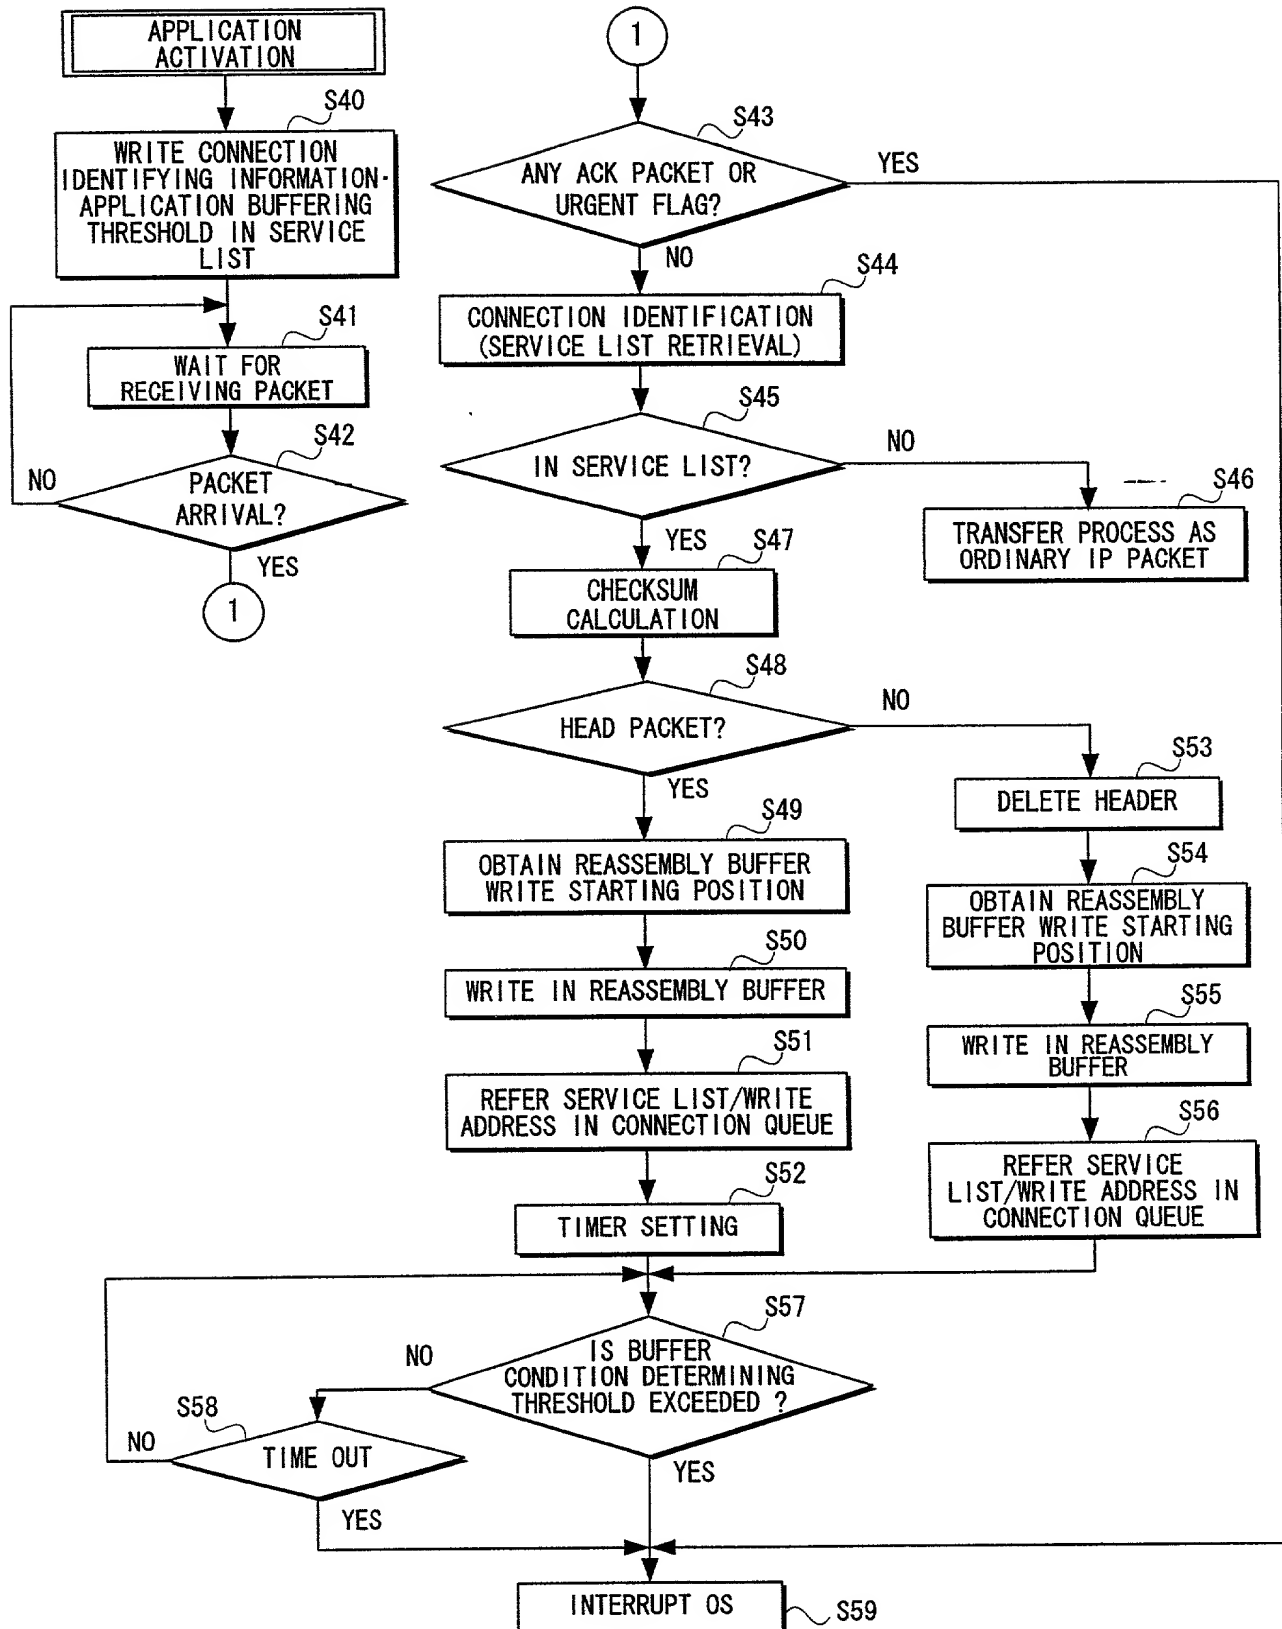 APPLICATION
ACTIVATION
S40
WRITE CONNECTION
IDENTIFYING INFORMATION·
APPLICATION BUFFERING
THRESHOLD IN SERVICE
LIST
S41
WAIT FOR
RECEIVING PACKET
S42
NO
PACKET
ARRIVAL?
YES
1
1
S43
ANY ACK PACKET OR
URGENT FLAG?
YES
NO
S44
CONNECTION IDENTIFICATION
(SERVICE LIST RETRIEVAL)
S45
IN SERVICE LIST?
NO
S46
TRANSFER PROCESS AS
ORDINARY IP PACKET
YES
S47
CHECKSUM
CALCULATION
S48
HEAD PACKET?
NO
YES
S49
OBTAIN REASSEMBLY BUFFER
WRITE STARTING POSITION
S50
WRITE IN REASSEMBLY BUFFER
S51
REFER SERVICE LIST/WRITE
ADDRESS IN CONNECTION QUEUE
S52
TIMER SETTING
S53
DELETE HEADER
S54
OBTAIN REASSEMBLY
BUFFER WRITE STARTING
POSITION
S55
WRITE IN REASSEMBLY
BUFFER
S56
REFER SERVICE
LIST/WRITE ADDRESS IN
CONNECTION QUEUE
S57
IS BUFFER
CONDITION DETERMINING
THRESHOLD EXCEEDED ?
NO
YES
S58
TIME OUT
NO
YES
INTERRUPT OS
S59